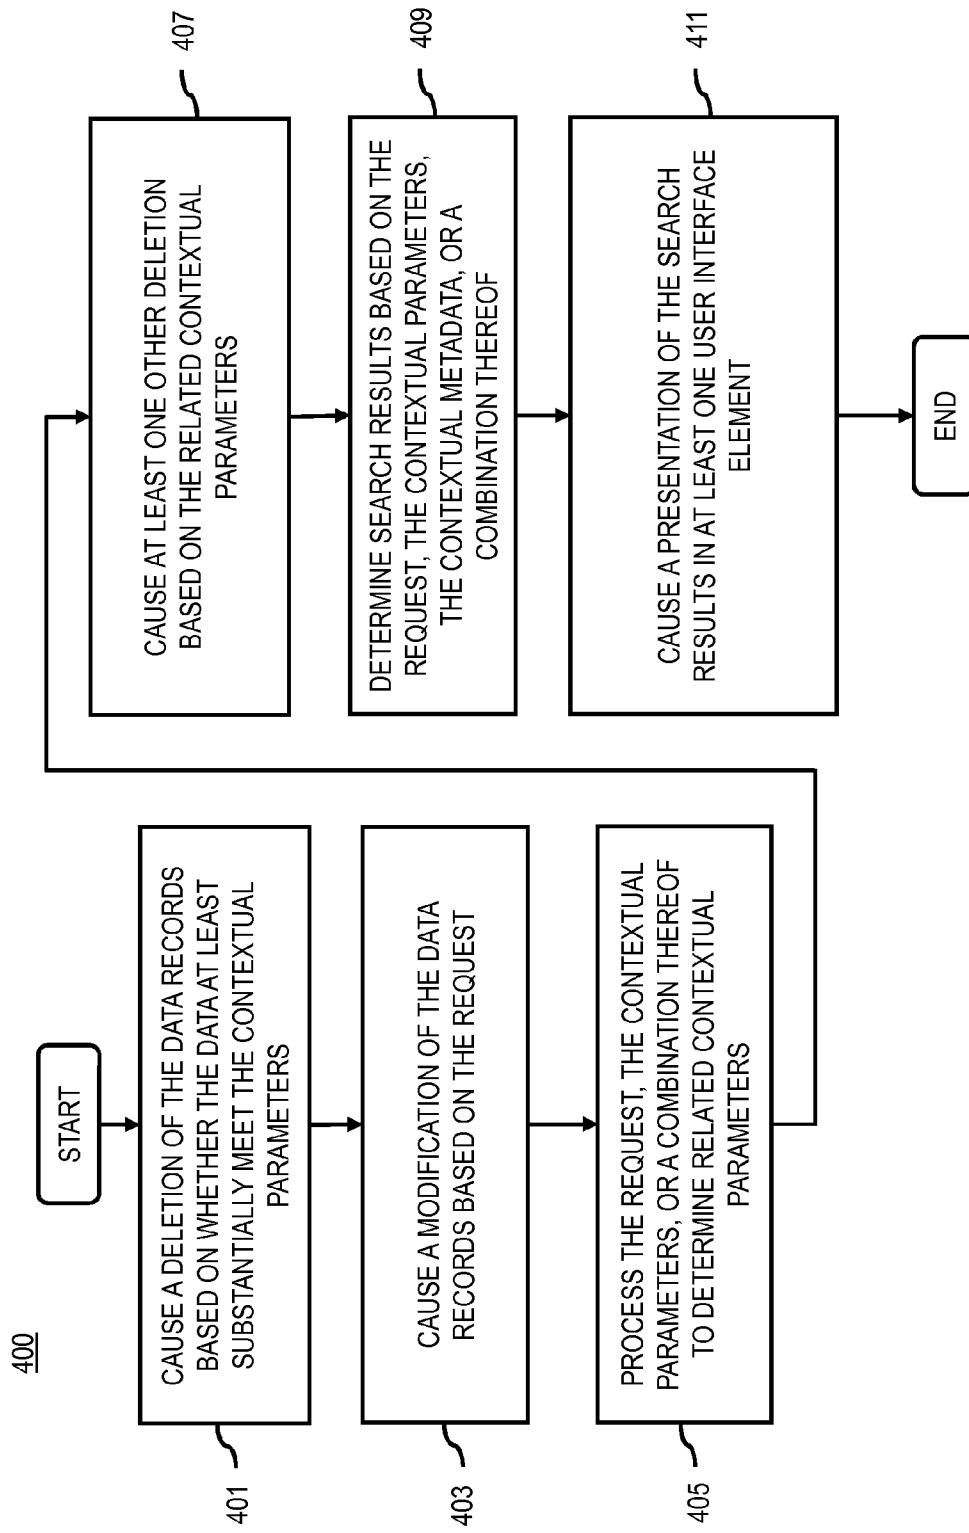 400
START
CAUSE A DELETION OF THE DATA RECORDS
BASED ON WHETHER THE DATA AT LEAST
SUBSTANTIALLY MEET THE CONTEXTUAL
PARAMETERS
401
CAUSE A MODIFICATION OF THE DATA
RECORDS BASED ON THE REQUEST
403
PROCESS THE REQUEST, THE CONTEXTUAL
PARAMETERS, OR A COMBINATION THEREOF
TO DETERMINE RELATED CONTEXTUAL
PARAMETERS
405
CAUSE AT LEAST ONE OTHER DELETION
BASED ON THE RELATED CONTEXTUAL
PARAMETERS
407
DETERMINE SEARCH RESULTS BASED ON THE
REQUEST, THE CONTEXTUAL PARAMETERS,
THE CONTEXTUAL METADATA, OR A
COMBINATION THEREOF
409
CAUSE A PRESENTATION OF THE SEARCH
RESULTS IN AT LEAST ONE USER INTERFACE
ELEMENT
411
END